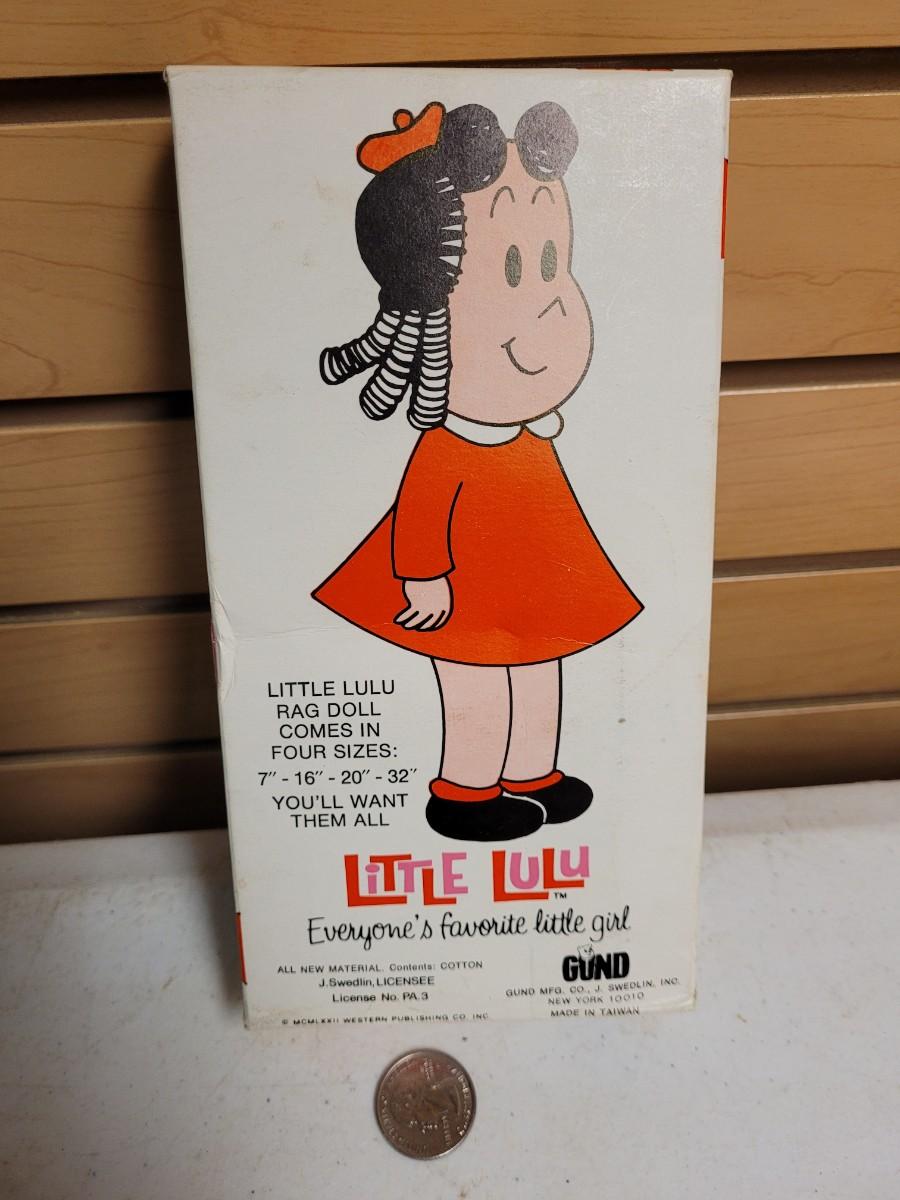 LITTLE LULU
RAG DOLL
COMES IN
FOUR SIZES:
7" - 16" - 20" - 32"
YOU'LL WANT
THEM ALL
LiTTLE LULU™
Everyone's favorite little girl
ALL NEW MATERIAL. Contents: COTTON
J.Swedlin, LICENSEE
License No. PA.3
© MCMLXXII WESTERN PUBLISHING CO. INC.
GUND
GUND MFG. CO., J. SWEDLIN, INC.
NEW YORK 10010
MADE IN TAIWAN